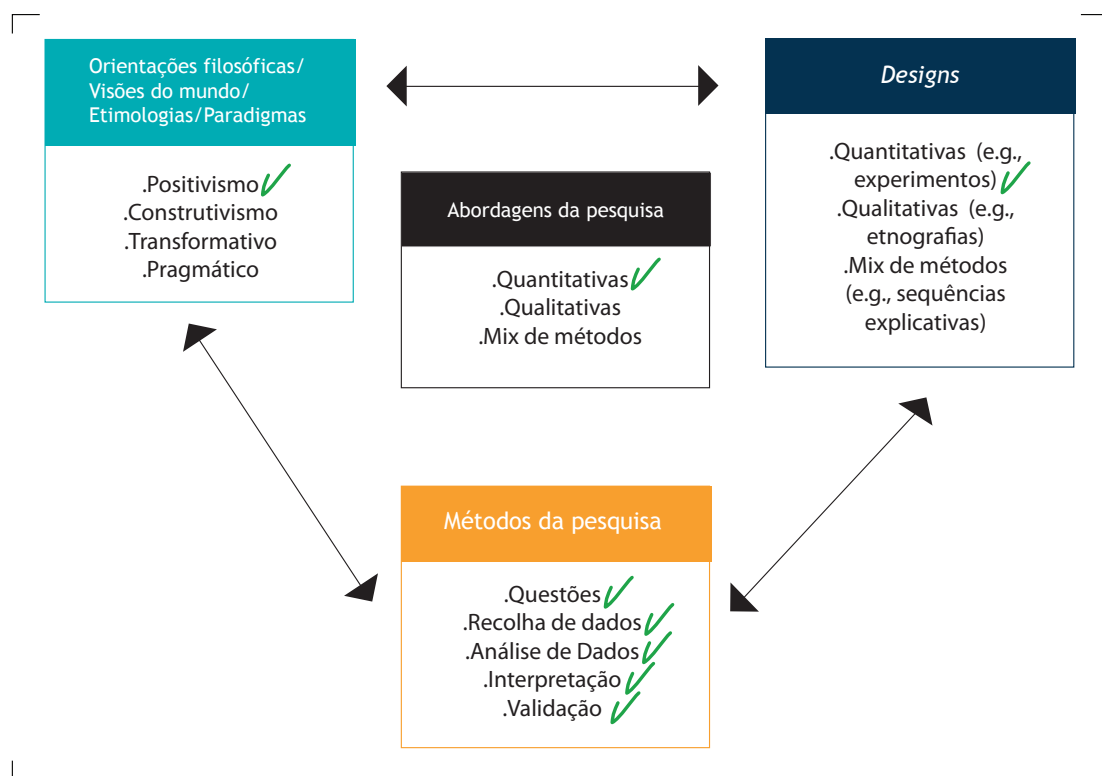 Orientações filosóficas/
Visões do mundo/
Etimologias/Paradigmas
.Positivismo
.Construtivismo
.Transformativo
.Pragmático
Abordagens da pesquisa
.Quantitativas
.Qualitativas
.Mix de métodos
Designs
.Quantitativas (e.g.,
experimentos)
.Qualitativas (e.g.,
etnografias)
.Mix de métodos
(e.g., sequências
explicativas)
Métodos da pesquisa
.Questões
.Recolha de dados
.Análise de Dados
.Interpretação
.Validação